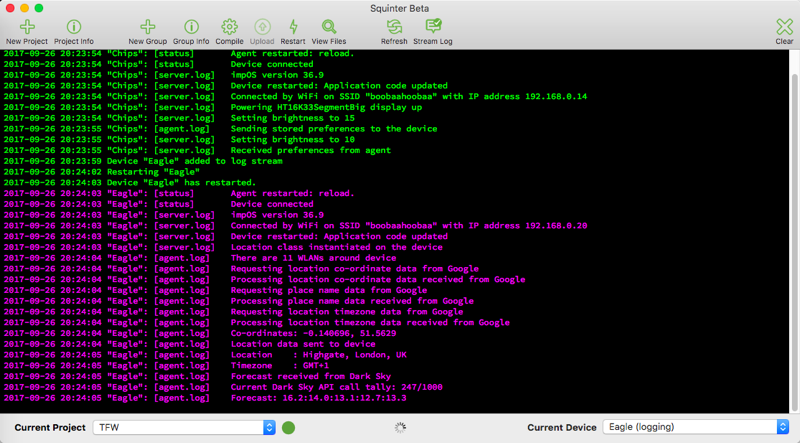 Squinter Beta
New Project Project Info New Group Group Info Compile Upload Restart View Files Refresh Stream Log Clear
2017-09-26 20:23:54 "Chips": [status] Agent restarted: reload.
2017-09-26 20:23:54 "Chips": [status] Device connected
2017-09-26 20:23:54 "Chips": [server.log] impOS version 36.9
2017-09-26 20:23:54 "Chips": [server.log] Device restarted: Application code updated
2017-09-26 20:23:54 "Chips": [server.log] Connected by WiFi on SSID "boobaahoobaa" with IP address 192.168.0.14
2017-09-26 20:23:54 "Chips": [server.log] Powering HT16K33SegmentBig display up
2017-09-26 20:23:54 "Chips": [server.log] Setting brightness to 15
2017-09-26 20:23:55 "Chips": [agent.log] Sending stored preferences to the device
2017-09-26 20:23:55 "Chips": [server.log] Setting brightness to 10
2017-09-26 20:23:55 "Chips": [server.log] Received preferences from agent
2017-09-26 20:23:59 Device "Eagle" added to log stream
2017-09-26 20:24:02 Restarting "Eagle"
2017-09-26 20:24:03 Device "Eagle" has restarted.
2017-09-26 20:24:03 "Eagle": [status] Agent restarted: reload.
2017-09-26 20:24:03 "Eagle": [status] Device connected
2017-09-26 20:24:03 "Eagle": [server.log] impOS version 36.9
2017-09-26 20:24:03 "Eagle": [server.log] Connected by WiFi on SSID "boobaahoobaa" with IP address 192.168.0.20
2017-09-26 20:24:03 "Eagle": [server.log] Device restarted: Application code updated
2017-09-26 20:24:03 "Eagle": [server.log] Location class instantiated on the device
2017-09-26 20:24:04 "Eagle": [agent.log] There are 11 WLANs around device
2017-09-26 20:24:04 "Eagle": [agent.log] Requesting location co-ordinate data from Google
2017-09-26 20:24:04 "Eagle": [agent.log] Processing location co-ordinate data received from Google
2017-09-26 20:24:04 "Eagle": [agent.log] Requesting place name data from Google
2017-09-26 20:24:04 "Eagle": [agent.log] Processing place name data received from Google
2017-09-26 20:24:04 "Eagle": [agent.log] Requesting location timezone data from Google
2017-09-26 20:24:04 "Eagle": [agent.log] Processing location timezone data received from Google
2017-09-26 20:24:04 "Eagle": [agent.log] Co-ordinates: -0.140696, 51.5629
2017-09-26 20:24:04 "Eagle": [agent.log] Location data sent to device
2017-09-26 20:24:05 "Eagle": [agent.log] Location : Highgate, London, UK
2017-09-26 20:24:05 "Eagle": [agent.log] Timezone : GMT+1
2017-09-26 20:24:05 "Eagle": [agent.log] Forecast received from Dark Sky
2017-09-26 20:24:05 "Eagle": [agent.log] Current Dark Sky API call tally: 247/1000
2017-09-26 20:24:05 "Eagle": [agent.log] Forecast: 16.2:14.0:13.1:12.7:13.3
Current Project TFW Current Device Eagle (logging)